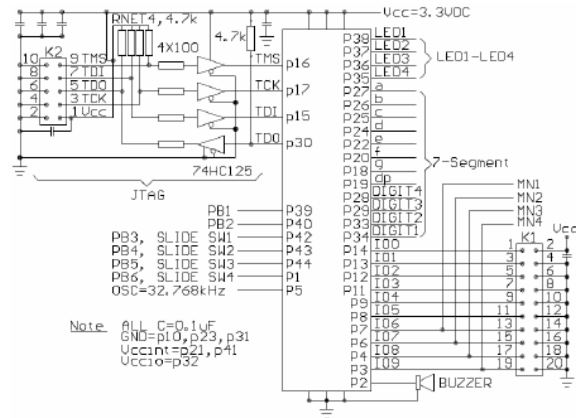 Vcc=3.3VDC
RNET4,4.7k
4.7k
K2
4X100
10 9 TMS
8 7 TDI
6 5 TDO
4 3 TCK
2 1 Vcc
TMS p16
TCK p17
TDI p15
TDO p30
74HC125
JTAG
P38 LED1
P37 LED2
P36 LED3
P35 LED4
LED1-LED4
P27 a
P26 b
P25 c
P24 d
P22 e
P20 f
P18 g
P19 dp
7-Segment
P28 DIGIT4
P29 DIGIT3
P33 DIGIT2
P34 DIGIT1
PB1 P39
PB2 P40
PB3, SLIDE SW1 P42
PB4, SLIDE SW2 P43
PB5, SLIDE SW3 P44
PB6, SLIDE SW4 P1
OSC=32.768kHz P5
MN1
MN2
MN3
MN4
K1
Vcc
P14 IO0 1 2
P13 IO1 3 4
P12 IO2 5 6
P11 IO3 7 8
P9 IO4 9 10
P8 IO5 11 12
P7 IO6 13 14
P6 IO7 15 16
P4 IO8 17 18
P3 IO9 19 20
P2 BUZZER
Note ALL C=0.1uF
GND=p10,p23,p31
Vccint=p21,p41
Vccio=p32